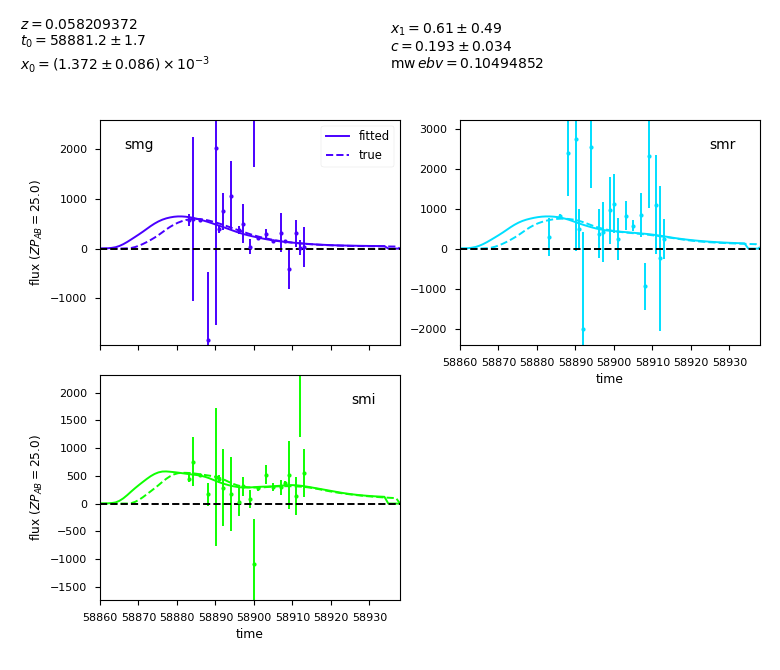 z = 0.058209372
t₀ = 58881.2 ± 1.7
x₀ = (1.372 ± 0.086) × 10⁻³
x₁ = 0.61 ± 0.49
c = 0.193 ± 0.034
mw ebv = 0.10494852
smg
fitted
true
2000
1000
0
−1000
flux (ZP_AB = 25.0)
smr
3000
2000
1000
0
−1000
−2000
58860 58870 58880 58890 58900 58910 58920 58930
time
smi
2000
1500
1000
500
0
−500
−1000
−1500
flux (ZP_AB = 25.0)
58860 58870 58880 58890 58900 58910 58920 58930
time